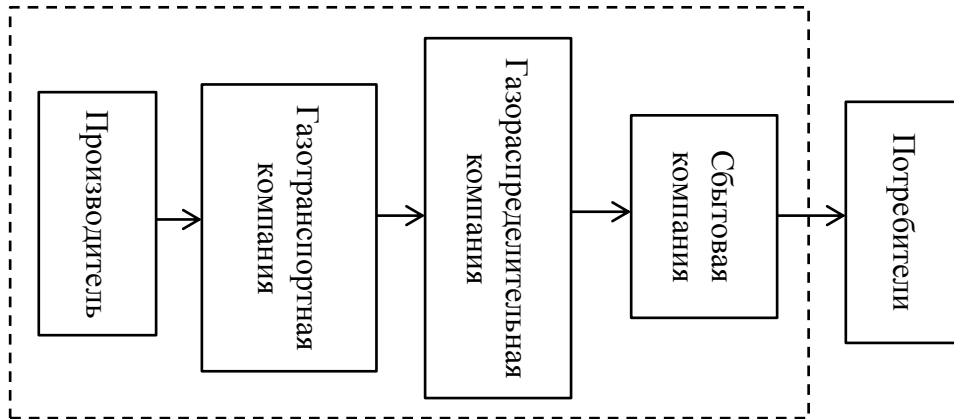 Производитель
Газотранспортная
компания
Газораспределительная
компания
Сбытовая
компания
Потребители